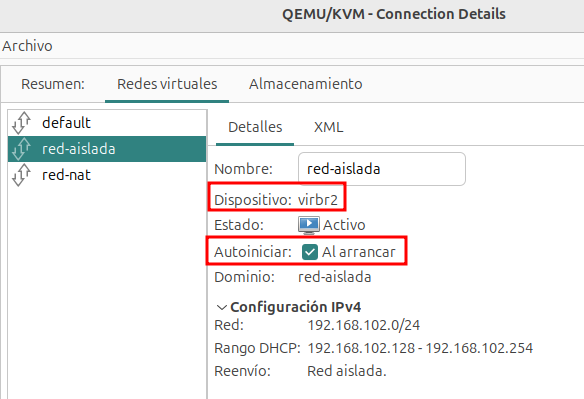 QEMU/KVM - Connection Details
Archivo
Resumen: Redes virtuales Almacenamiento
default
red-aislada
red-nat
Detalles XML
Nombre: red-aislada
Dispositivo: virbr2
Estado: Activo
Autoiniciar: Al arrancar
Dominio: red-aislada
Configuración IPv4
Red: 192.168.102.0/24
Rango DHCP: 192.168.102.128 - 192.168.102.254
Reenvío: Red aislada.